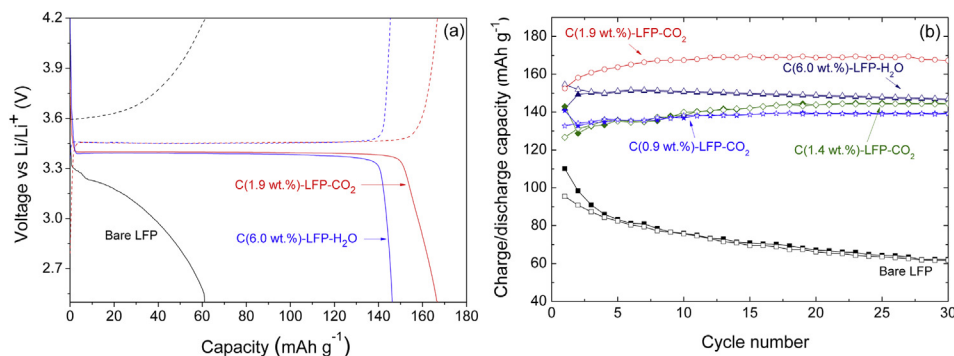 (a)
4.2
3.9
3.6
3.3
3.0
2.7
Voltage vs Li/Li⁺ (V)
C(1.9 wt.%)-LFP-CO₂
C(6.0 wt.%)-LFP-H₂O
Bare LFP
0 20 40 60 80 100 120 140 160 180
Capacity (mAh g⁻¹)
(b)
200
180
160
140
120
100
80
60
40
Charge/discharge capacity (mAh g⁻¹)
C(1.9 wt.%)-LFP-CO₂
C(6.0 wt.%)-LFP-H₂O
C(0.9 wt.%)-LFP-CO₂
C(1.4 wt.%)-LFP-CO₂
Bare LFP
0 5 10 15 20 25 30
Cycle number